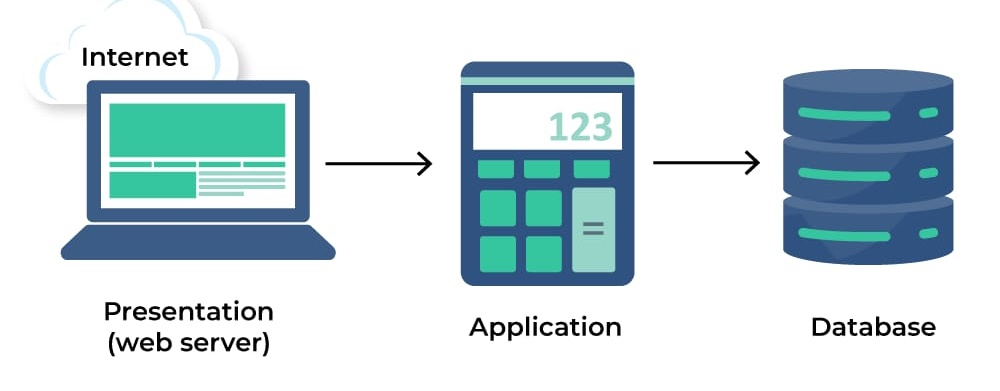 Internet
123
=
Presentation
(web server)
Application
Database